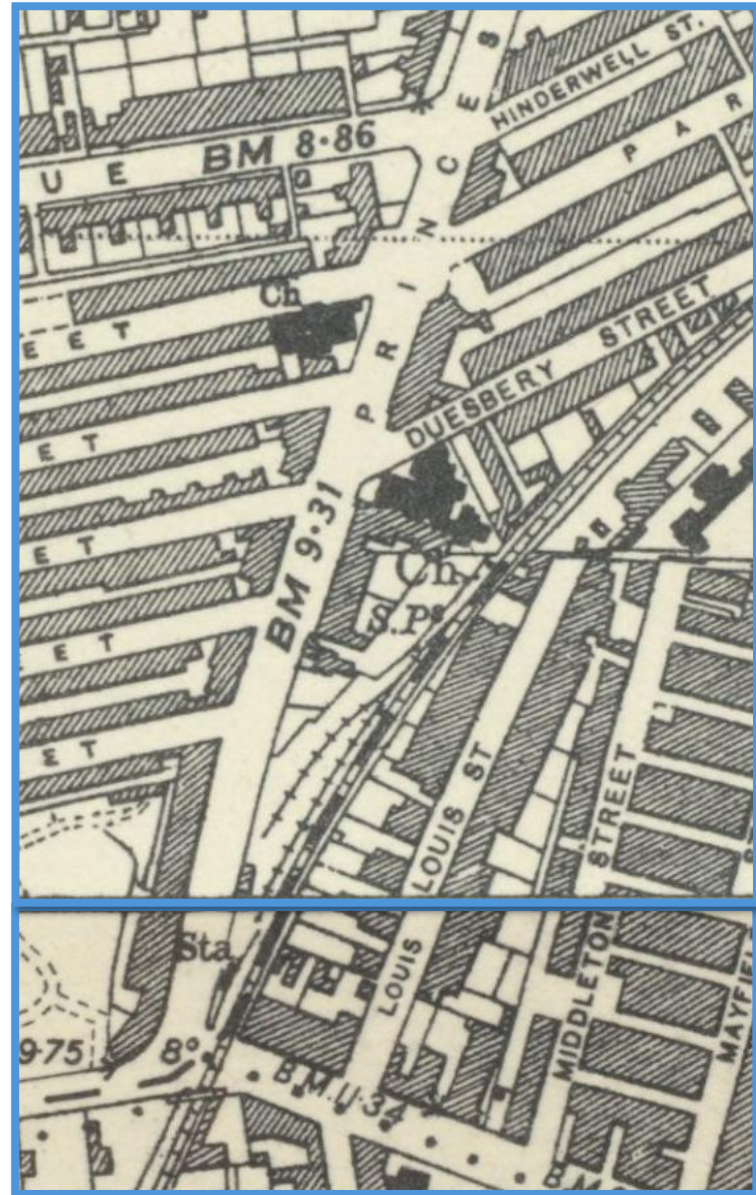 HINDERWELL ST.
BM 8·86
UE
PAR
PRINCES
Ch
EET
DUESBERY STREET
EET
ET
BM 9·31
Ch.
S.Ps
EET
ET
LOUIS ST
STREET
Sta
LOUIS
MIDDLETON
MAYFIE
9·75
8°
B.M.11·34
B